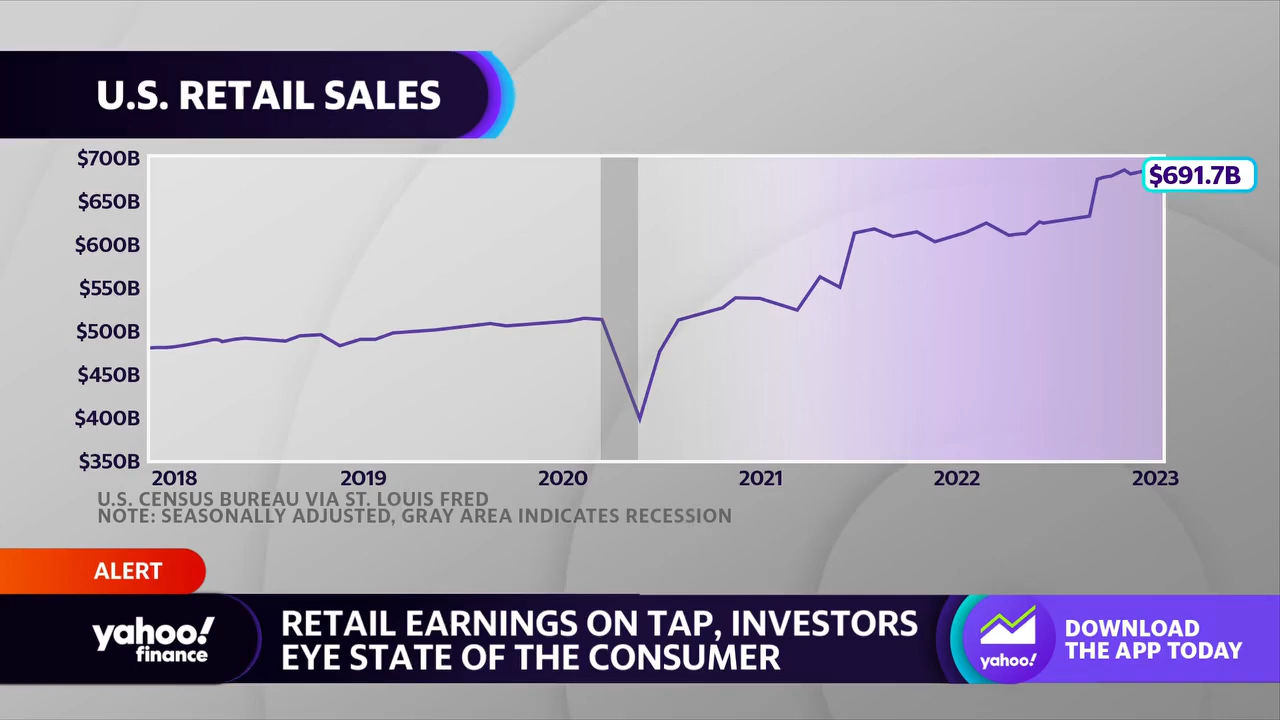 U.S. RETAIL SALES
$700B
$691.7B
$650B
$600B
$550B
$500B
$450B
$400B
$350B
2018 2019 2020 2021 2022 2023
U.S. CENSUS BUREAU VIA ST. LOUIS FRED
NOTE: SEASONALLY ADJUSTED, GRAY AREA INDICATES RECESSION
ALERT
yahoo!
finance
RETAIL EARNINGS ON TAP, INVESTORS
EYE STATE OF THE CONSUMER
yahoo!
DOWNLOAD
THE APP TODAY